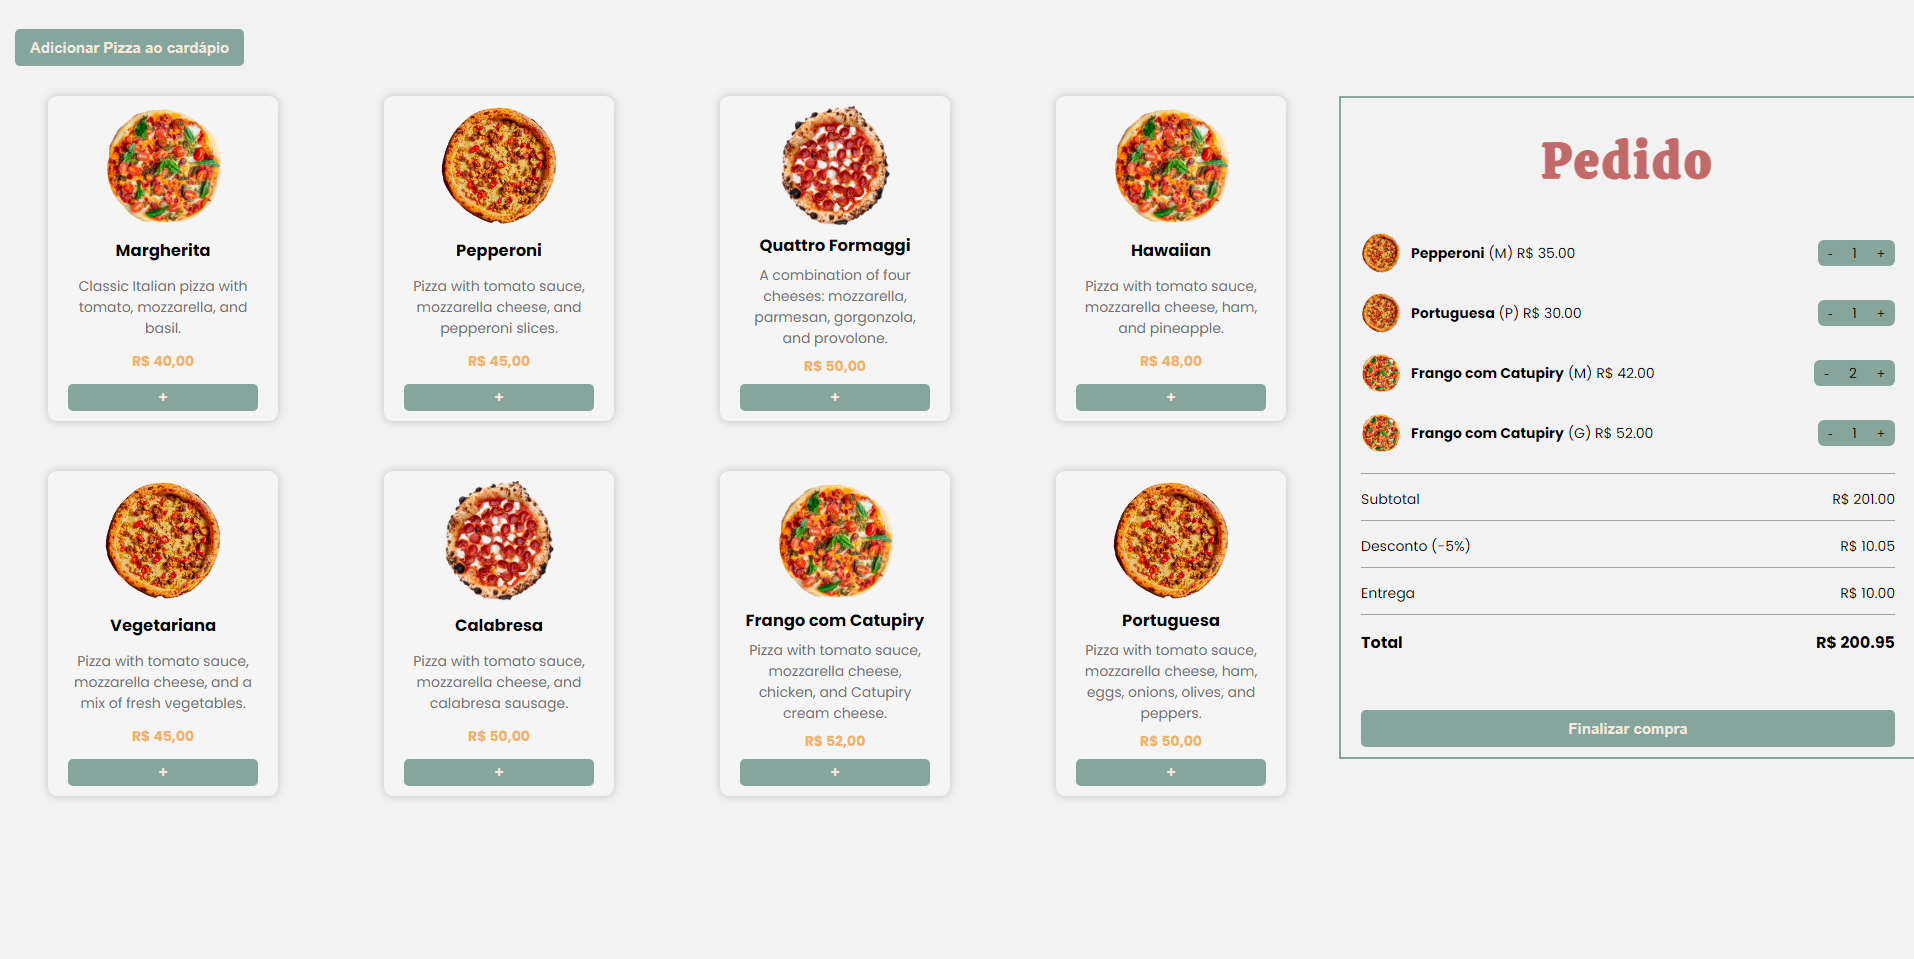 Adicionar Pizza ao cardápio
Margherita
Classic Italian pizza with
tomato, mozzarella, and
basil.
R$ 40,00
+
Pepperoni
Pizza with tomato sauce,
mozzarella cheese, and
pepperoni slices.
R$ 45,00
+
Quattro Formaggi
A combination of four
cheeses: mozzarella,
parmesan, gorgonzola,
and provolone.
R$ 50,00
+
Hawaiian
Pizza with tomato sauce,
mozzarella cheese, ham,
and pineapple.
R$ 48,00
+
Vegetariana
Pizza with tomato sauce,
mozzarella cheese, and a
mix of fresh vegetables.
R$ 45,00
+
Calabresa
Pizza with tomato sauce,
mozzarella cheese, and
calabresa sausage.
R$ 50,00
+
Frango com Catupiry
Pizza with tomato sauce,
mozzarella cheese,
chicken, and Catupiry
cream cheese.
R$ 52,00
+
Portuguesa
Pizza with tomato sauce,
mozzarella cheese, ham,
eggs, onions, olives, and
peppers.
R$ 50,00
+
Pedido
Pepperoni (M) R$ 35.00 - 1 +
Portuguesa (P) R$ 30.00 - 1 +
Frango com Catupiry (M) R$ 42.00 - 2 +
Frango com Catupiry (G) R$ 52.00 - 1 +
Subtotal R$ 201.00
Desconto (-5%) R$ 10.05
Entrega R$ 10.00
Total R$ 200.95
Finalizar compra